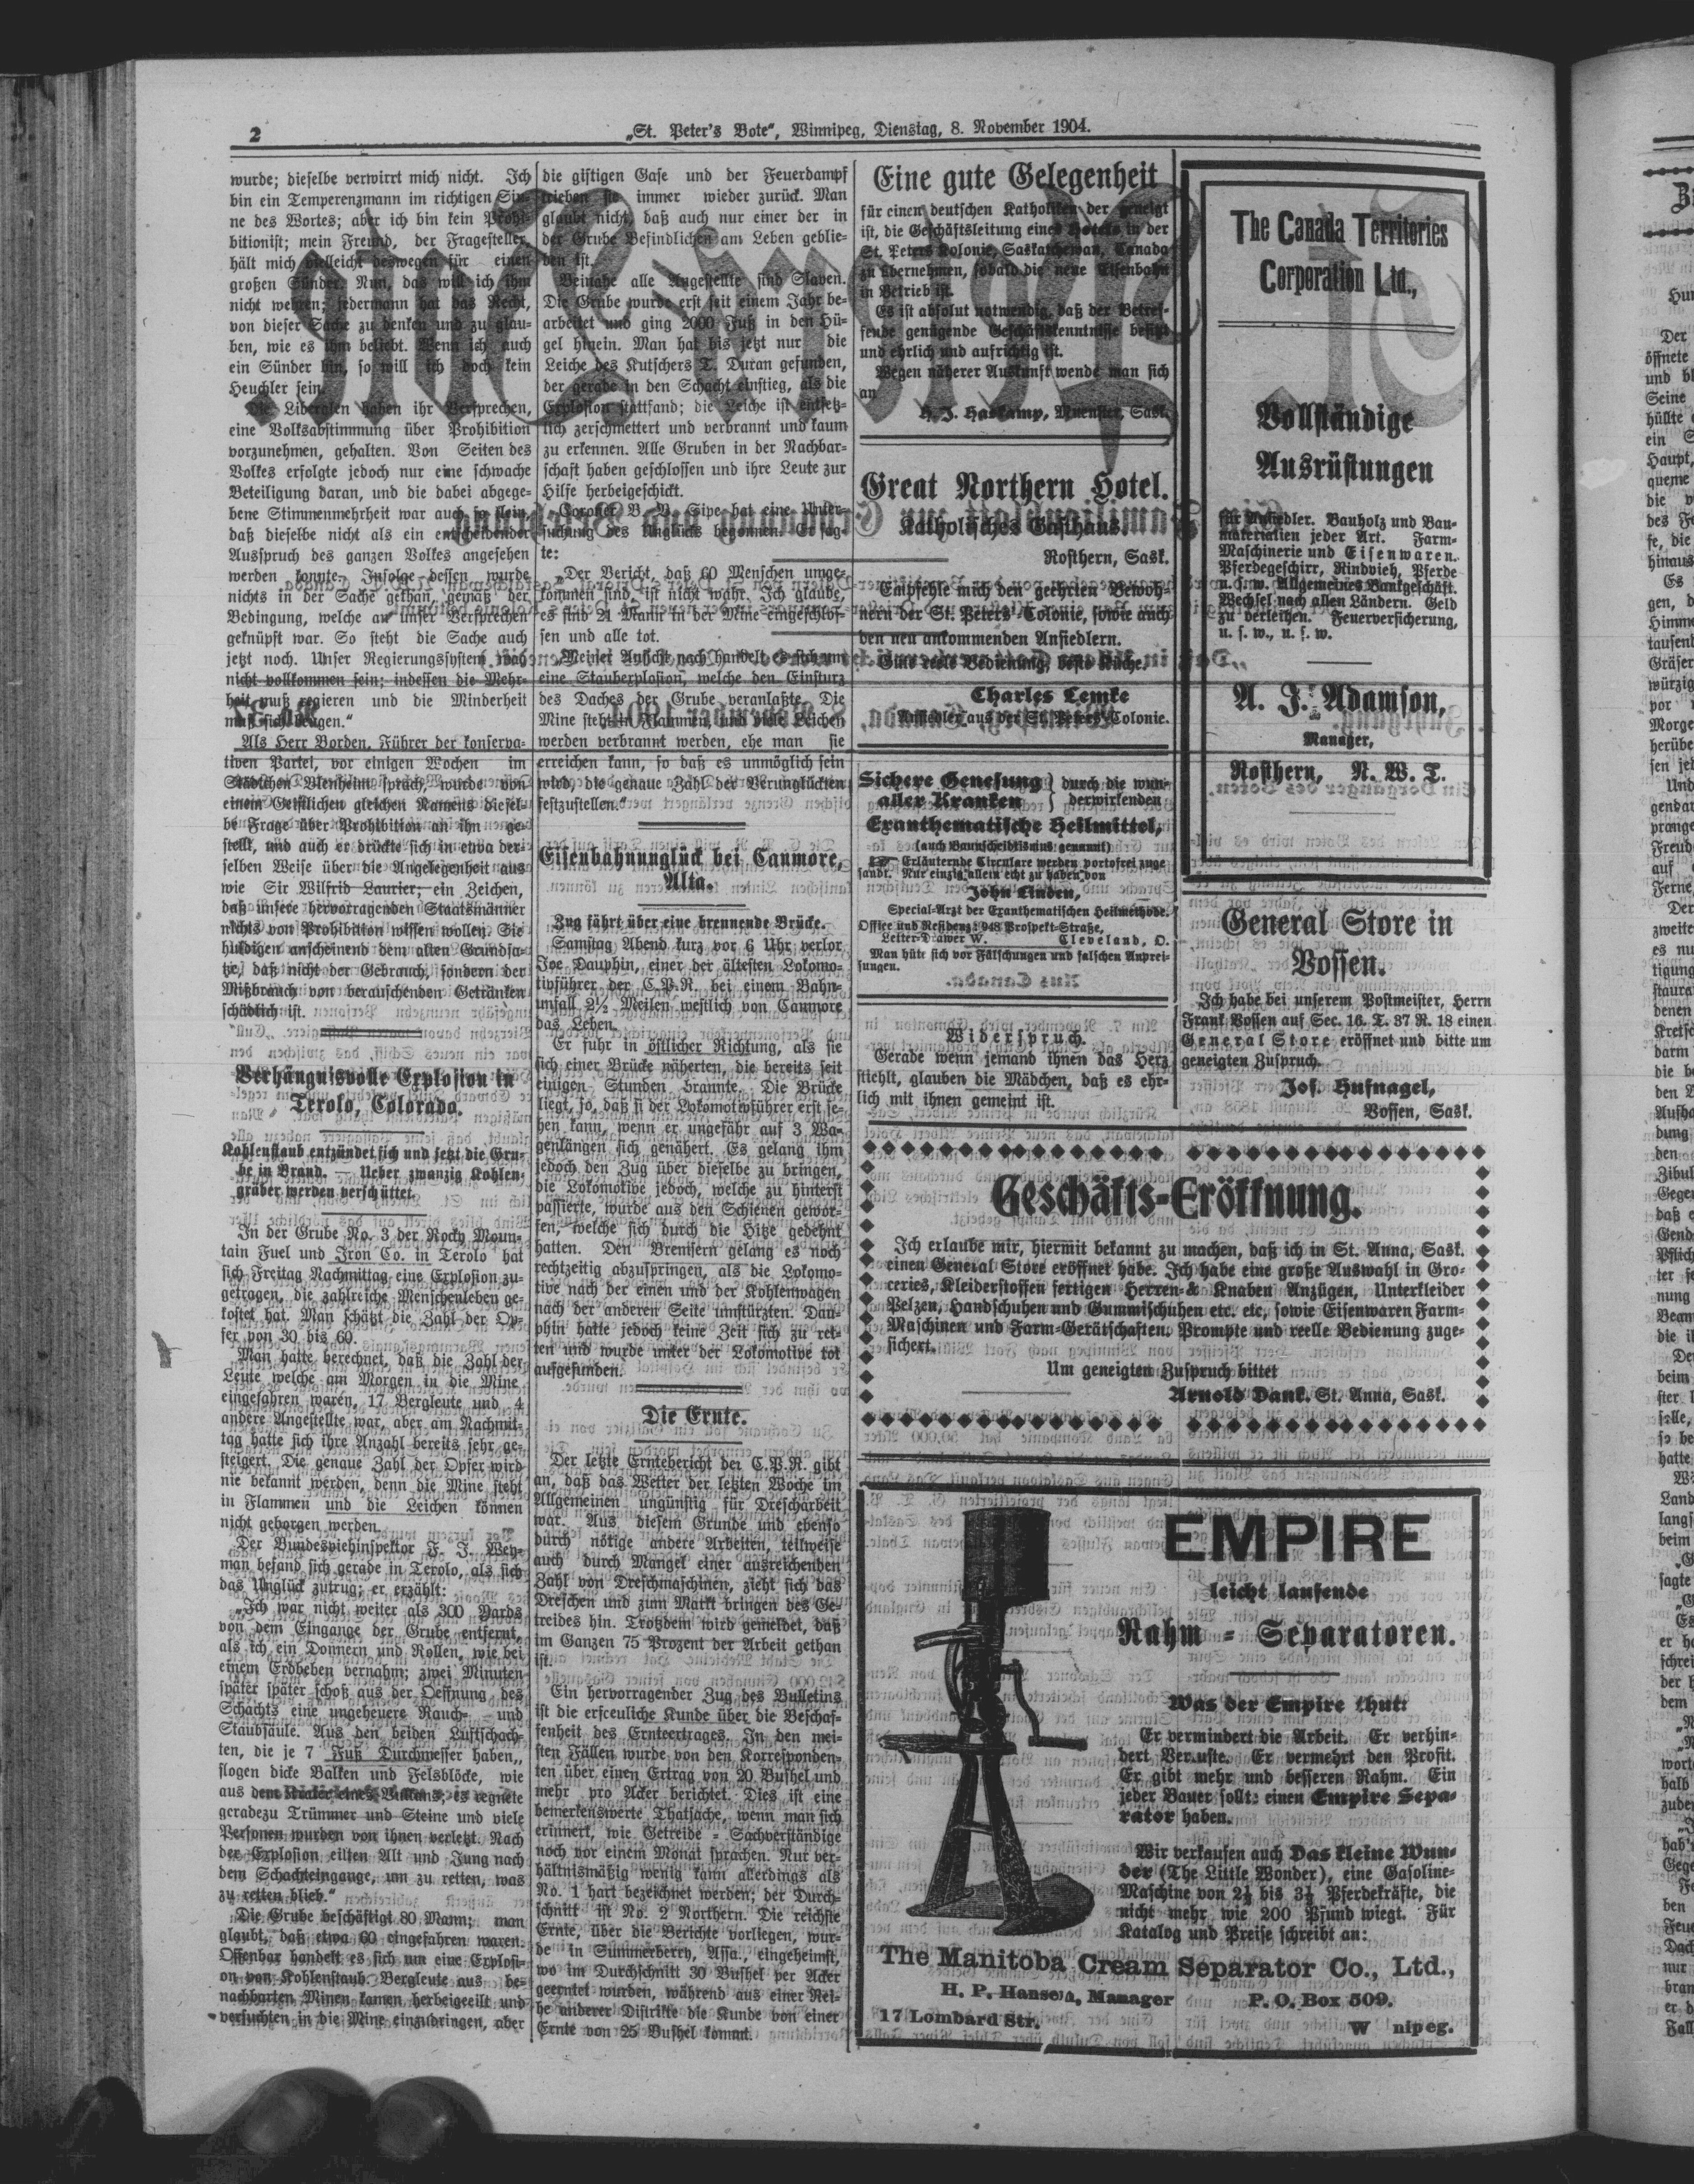 2
„St. Peter's Bote", Winnipeg, Dienstag, 8. November 1904.
wurde; dieselbe verwirrt mich nicht. Ich
bin ein Temperenzmann im richtigen Sin-
ne des Wortes; aber ich bin kein Prohi-
bitionist; mein Freund, der Fragesteller,
hält mich vielleicht deswegen für einen
großen Sünder. Nun, das will ich ihm
nicht wehren; jedermann hat das Recht,
von dieser Sache zu denken und zu glau-
ben, wie es ihm beliebt. Wenn ich auch
ein Sünder bin, so will ich doch kein
Heuchler sein.
Die Liberalen haben ihr Versprechen,
eine Volksabstimmung über Prohibition
vorzunehmen, gehalten. Von Seiten des
Volkes erfolgte jedoch nur eine schwache
Beteiligung daran, und die dabei abgege-
bene Stimmenmehrheit war auch so klein,
daß dieselbe nicht als ein entscheidender
Ausspruch des ganzen Volkes angesehen
werden konnte. Infolge dessen wurde
nichts in der Sache gethan, gemäß der
Bedingung, welche an unser Versprechen
geknüpft war. So steht die Sache auch
jetzt noch. Unser Regierungssystem mag
nicht vollkommen sein; indessen die Mehr-
heit muß regieren und die Minderheit
muß sich beugen."
Als Herr Borden, Führer der konserva-
tiven Partei, vor einigen Wochen im
Städtchen Blenheim sprach, wurde von
einem Geistlichen gleichen Namens diesel-
be Frage über Prohibition an ihn ge-
stellt, und auch er drückte sich in etwa der-
selben Weise über die Angelegenheit aus
wie Sir Wilfrid Laurier; ein Zeichen,
daß unsere hervorragenden Staatsmänner
nichts von Prohibition wissen wollen. Sie
huldigen anscheinend dem alten Grundsa-
tze, daß nicht der Gebrauch, sondern der
Mißbrauch von berauschenden Getränken
schädlich ist.
Verhängnisvolle Explosion in
Terolo, Colorado.
Kohlenstaub entzündet sich und setzt die Gru-
be in Brand. — Ueber zwanzig Kohlen-
gräber werden verschüttet.
In der Grube No. 3 der Rocky Moun-
tain Fuel und Iron Co. in Terolo hat
sich Freitag Nachmittag eine Explosion zu-
getragen, die zahlreiche Menschenleben ge-
kostet hat. Man schätzt die Zahl der Op-
fer von 30 bis 60.
Man hatte berechnet, daß die Zahl der
Leute welche am Morgen in die Mine
eingefahren waren, 17 Bergleute und 4
andere Angestellte war, aber am Nachmit-
tag hatte sich ihre Anzahl bereits sehr ge-
steigert. Die genaue Zahl der Opfer wird
nie bekannt werden, denn die Mine steht
in Flammen und die Leichen können
nicht geborgen werden.
Der Bundesviehinspektor F. J. Wey-
man befand sich gerade in Terolo, als sich
das Unglück zutrug; er erzählt:
„Ich war nicht weiter als 300 Yards
von dem Eingange der Grube entfernt,
als ich ein Donnern und Rollen, wie bei
einem Erdbeben vernahm; zwei Minuten
später später schoß aus der Oeffnung des
Schachts eine ungeheuere Rauch- und
Staubsäule. Aus den beiden Luftschach-
ten, die je 7 Fuß Durchmesser haben,,
flogen dicke Balken und Felsblöcke, wie
aus dem Krater eines Vulkans; es regnete
geradezu Trümmer und Steine und viele
Personen wurden von ihnen verletzt. Nach
der Explosion eilten Alt und Jung nach
dem Schachteingange, um zu retten, was
zu retten blieb."
Die Grube beschäftigt 80 Mann; man
glaubt, daß etwa 60 eingefahren waren.
Offenbar handelt es sich um eine Explosi-
on von Kohlenstaub. Bergleute aus be-
nachbarten Minen kamen herbeigeeilt und
versuchten in die Mine einzudringen, aber
die giftigen Gase und der Feuerdampf
trieben sie immer wieder zurück. Man
glaubt nicht, daß auch nur einer der in
der Grube Befindlichen am Leben geblie-
ben ist.
Beinahe alle Angestellte sind Slaven.
Die Grube wurde erst seit einem Jahr be-
arbeitet und ging 2000 Fuß in den Hü-
gel hinein. Man hat bis jetzt nur die
Leiche des Kutschers T. Duran gefunden,
der gerade in den Schacht einstieg, als die
Explosion stattfand; die Leiche ist entsetz-
lich zerschmettert und verbrannt und kaum
zu erkennen. Alle Gruben in der Nachbar-
schaft haben geschlossen und ihre Leute zur
Hilfe herbeigeschickt.
Coroner B. B. Sipe hat eine Unter-
suchung des Unglücks begonnen. Er sag-
te:
„Der Bericht, daß 60 Menschen umge-
kommen sind, ist nicht wahr. Ich glaube,
es sind 21 Mann in der Mine eingeschlos-
sen und alle tot.
„Meiner Ansicht nach handelt es sich um
eine Stauberplosion, welche den Einsturz
des Daches der Grube veranlaßte. Die
Mine steht in Flammen, und viele Leichen
werden verbrannt werden, ehe man sie
erreichen kann, so daß es unmöglich sein
wird, die genaue Zahl der Verunglückten
festzustellen."
Eisenbahnunglück bei Canmore,
Alta.
Zug fährt über eine brennende Brücke.
Samstag Abend kurz vor 6 Uhr verlor
Joe Dauphin, einer der ältesten Lokomo-
tivführer der C.P.R. bei einem Bahn-
unfall 2½ Meilen westlich von Canmore
das Leben.
Er fuhr in östlicher Richtung, als sie
sich einer Brücke näherten, die bereits seit
einigen Stunden brannte. Die Brücke
liegt, so, daß si der Lokomotivführer erst se-
hen kann, wenn er ungefähr auf 3 Wa-
genlängen sich genähert. Es gelang ihm
jedoch den Zug über dieselbe zu bringen,
die Lokomotive jedoch, welche zu hinterst
passierte, wurde aus den Schienen gewor-
fen, welche sich durch die Hitze gedehnt
hatten. Den Bremsern gelang es noch
rechtzeitig abzuspringen, als die Lokomo-
tive nach der einen und der Kohlenwagen
nach der anderen Seite umstürzten. Dau-
phin hatte jedoch keine Zeit sich zu ret-
ten und wurde unter der Lokomotive tot
aufgefunden.
Die Ernte.
Der letzte Erntebericht der C.P.R. gibt
an, daß das Wetter der letzten Woche im
Allgemeinen ungünstig für Drescharbeit
war. Aus diesem Grunde und ebenso
durch nötige andere Arbeiten, teilweise
auch durch Mangel einer ausreichenden
Zahl von Dreschmaschinen, zieht sich das
Dreschen und zum Markt bringen des Ge-
treides hin. Trotzdem wird gemeldet, daß
im Ganzen 75 Prozent der Arbeit gethan
ist.
Ein hervorragender Zug des Bulletins
ist die erfreuliche Kunde über die Beschaf-
fenheit des Ernteertrages. In den mei-
sten Fällen wurde von den Korresponden-
ten über einen Ertrag von 20 Bushel und
mehr pro Acker berichtet. Dies ist eine
bemerkenswerte Thatsache, wenn man sich
erinnert, wie Getreide = Sachverständige
noch vor einem Monat sprachen. Nur ver-
hältnismäßig wenig kann allerdings als
No. 1 hart bezeichnet werden; der Durch-
schnitt ist No. 2 Northern. Die reichste
Ernte, über die Berichte vorliegen, wur-
de in Summerberry, Assa., eingeheimst,
wo im Durchschnitt 30 Bushel per Acker
geerntet wurden, während aus einer Rei-
he anderer Distrikte die Kunde von einer
Ernte von 25 Bushel kommt.
Eine gute Gelegenheit
für einen deutschen Katholiken der geneigt
ist, die Geschäftsleitung eines Hotels in der
St. Peters Kolonie, Saskatchewan, Canada
zu übernehmen, sobald die neue Eisenbahn
in Betrieb ist.
Es ist absolut notwendig, daß der Betref-
fende genügende Geschäftskenntnisse besitzt
und ehrlich und aufrichtig ist.
Wegen näherer Auskunft wende man sich
an
H. J. Haskamp, Muenster, Sask.
Great Northern Hotel.
Katholisches Gasthaus.
Rosthern, Sask.
Empfehle mich den geehrten Bewoh-
nern der St. Peters-Colonie, sowie auch
den neu ankommenden Ansiedlern.
Gute reele Bedienung, beste Küche.
Charles Lemke
Ansiedler aus der St. Peters Colonie.
Sichere Genesung } durch die wun-
aller Kranken } derwirkenden
Exanthematische Heilmittel,
(auch Baunscheidtismus genannt)
Erläuternde Circulare werden portofrei zuge
sandt. Nur einzig allein echt zu haben von
John Linden,
Special-Arzt der Exanthematischen Heilmethode.
Office und Residenz: 948 Prospekt-Straße,
Letter-Drawer W. Cleveland, O.
Man hüte sich vor Fälschungen und falschen Anprei-
sungen.
Widerspruch.
Gerade wenn jemand ihnen das Herz
stiehlt, glauben die Mädchen, daß es ehr-
lich mit ihnen gemeint ist.
The Canada Territories
Corporation Ltd.,
Vollständige
Ausrüstungen
für Ansiedler. Bauholz und Bau-
materialien jeder Art. Farm-
Maschinerie und Eisenwaren.
Pferdegeschirr, Rindvieh, Pferde
u. s. w. Allgemeines Bankgeschäft.
Wechsel nach allen Ländern. Geld
zu verleihen. Feuerversicherung,
u. s. w., u. s. w.
A. J. Adamson,
Manager,
Rosthern, N. W. T.
General Store in
Vossen.
Ich habe bei unserem Postmeister, Herrn
Frank Vossen auf Sec. 16. T. 37 R. 18 einen
General Store eröffnet und bitte um
geneigten Zuspruch.
Jos. Hufnagel,
Vossen, Sask.
Geschäfts-Eröffnung.
Ich erlaube mir, hiermit bekannt zu machen, daß ich in St. Anna, Sask.
einen General Store eröffnet habe. Ich habe eine große Auswahl in Gro-
ceries, Kleiderstoffen fertigen Herren- & Knaben Anzügen, Unterkleider
Pelzen, Handschuhen und Gummischuhen etc. etc, sowie Eisenwaren Farm-
Maschinen und Farm-Gerätschaften. Prompte und reelle Bedienung zuge-
sichert.
Um geneigten Zuspruch bittet
Arnold Dank. St. Anna, Sask.
EMPIRE
leicht laufende
Rahm = Separatoren.
Was der Empire thut:
Er vermindert die Arbeit. Er verhin-
dert Verluste. Er vermehrt den Profit.
Er gibt mehr und besseren Rahm. Ein
jeder Bauer sollte einen Empire Sepa-
rator haben.
Wir verkaufen auch Das kleine Wun-
der (The Little Wonder), eine Gasoline-
Maschine von 2½ bis 3½ Pferdekräfte, die
nicht mehr wie 200 Pfund wiegt. Für
Katalog und Preise schreibt an:
The Manitoba Cream Separator Co., Ltd.,
H. P. Hansen, Manager P. O. Box 509.
17 Lombard Str. W nipeg.